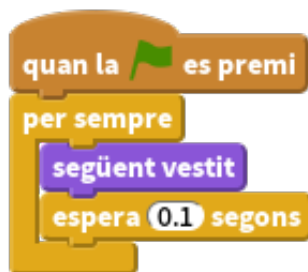 quan la es premi
per sempre
següent vestit
espera 0.1 segons